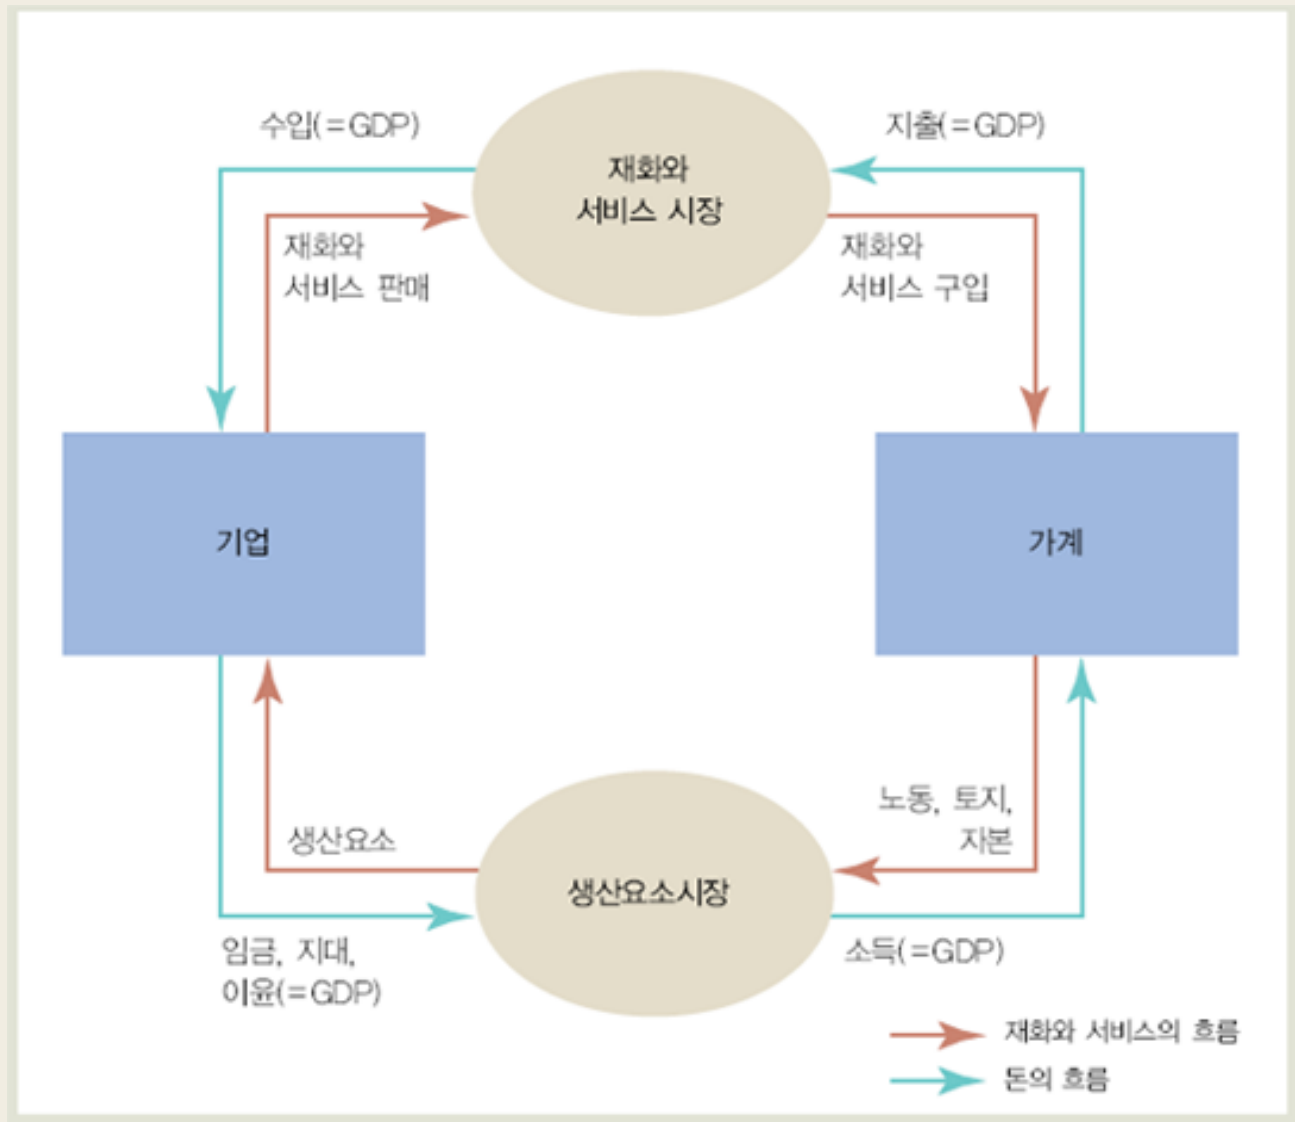 수입(=GDP)
지출(=GDP)
재화와
서비스 시장
재화와
서비스 판매
재화와
서비스 구입
기업
가계
생산요소
노동, 토지,
자본
생산요소시장
임금, 지대,
이윤(=GDP)
소득(=GDP)
재화와 서비스의 흐름
돈의 흐름